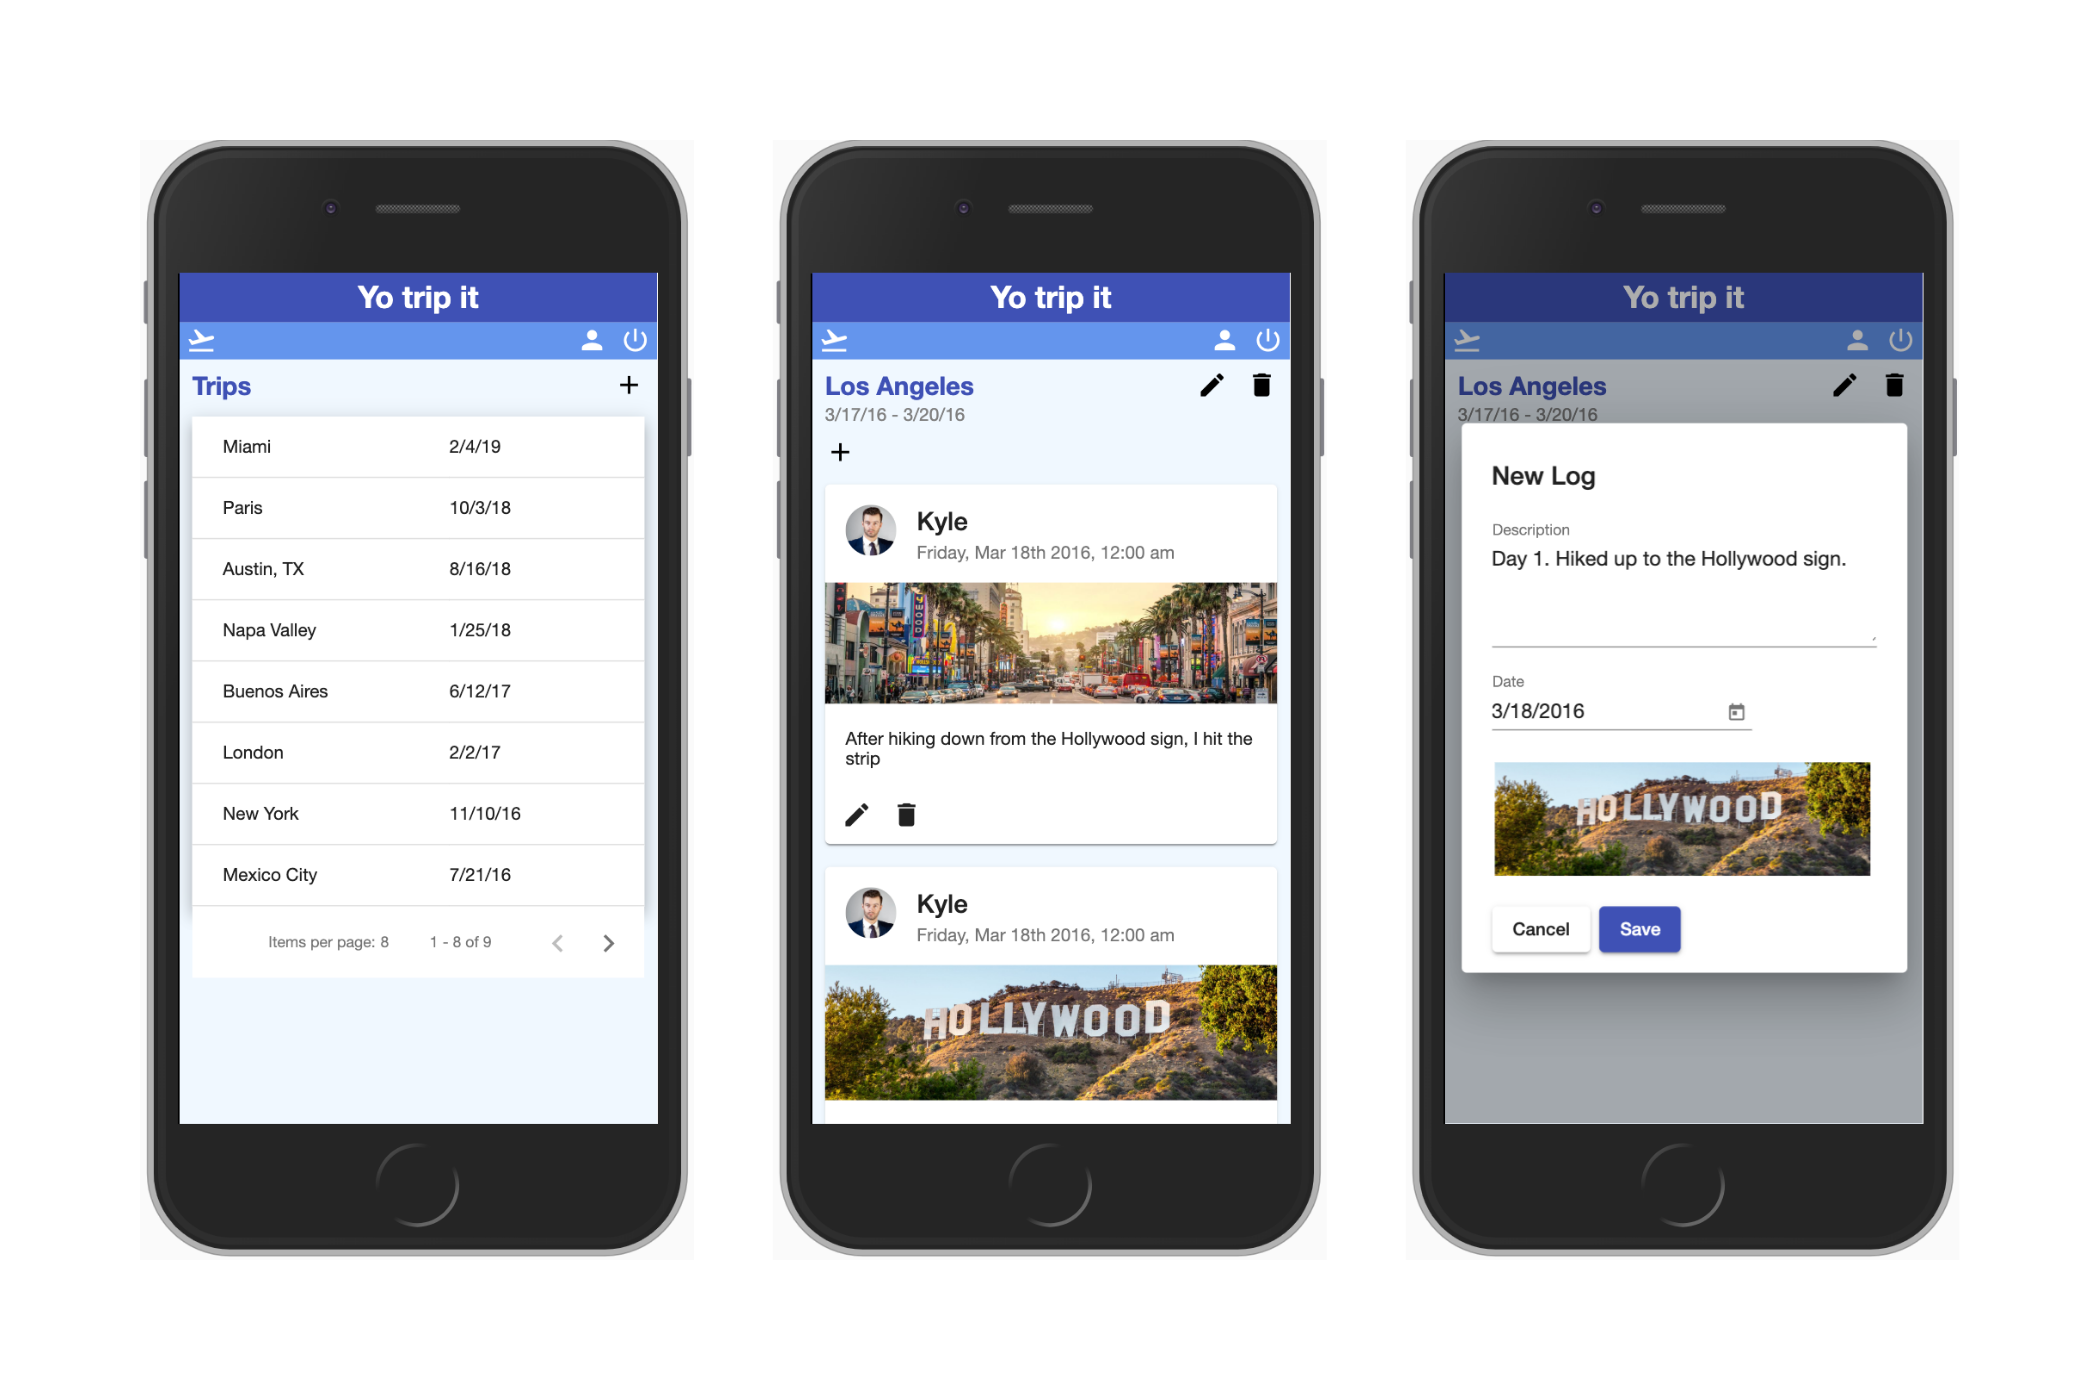 Yo trip it
Trips
Miami 2/4/19
Paris 10/3/18
Austin, TX 8/16/18
Napa Valley 1/25/18
Buenos Aires 6/12/17
London 2/2/17
New York 11/10/16
Mexico City 7/21/16
Items per page: 8 1 - 8 of 9
Yo trip it
Los Angeles
3/17/16 - 3/20/16
Kyle
Friday, Mar 18th 2016, 12:00 am
After hiking down from the Hollywood sign, I hit the
strip
Kyle
Friday, Mar 18th 2016, 12:00 am
HOLLYWOOD
Yo trip it
Los Angeles
3/17/16 - 3/20/16
New Log
Description
Day 1. Hiked up to the Hollywood sign.
Date
3/18/2016
HOLLYWOOD
Cancel Save